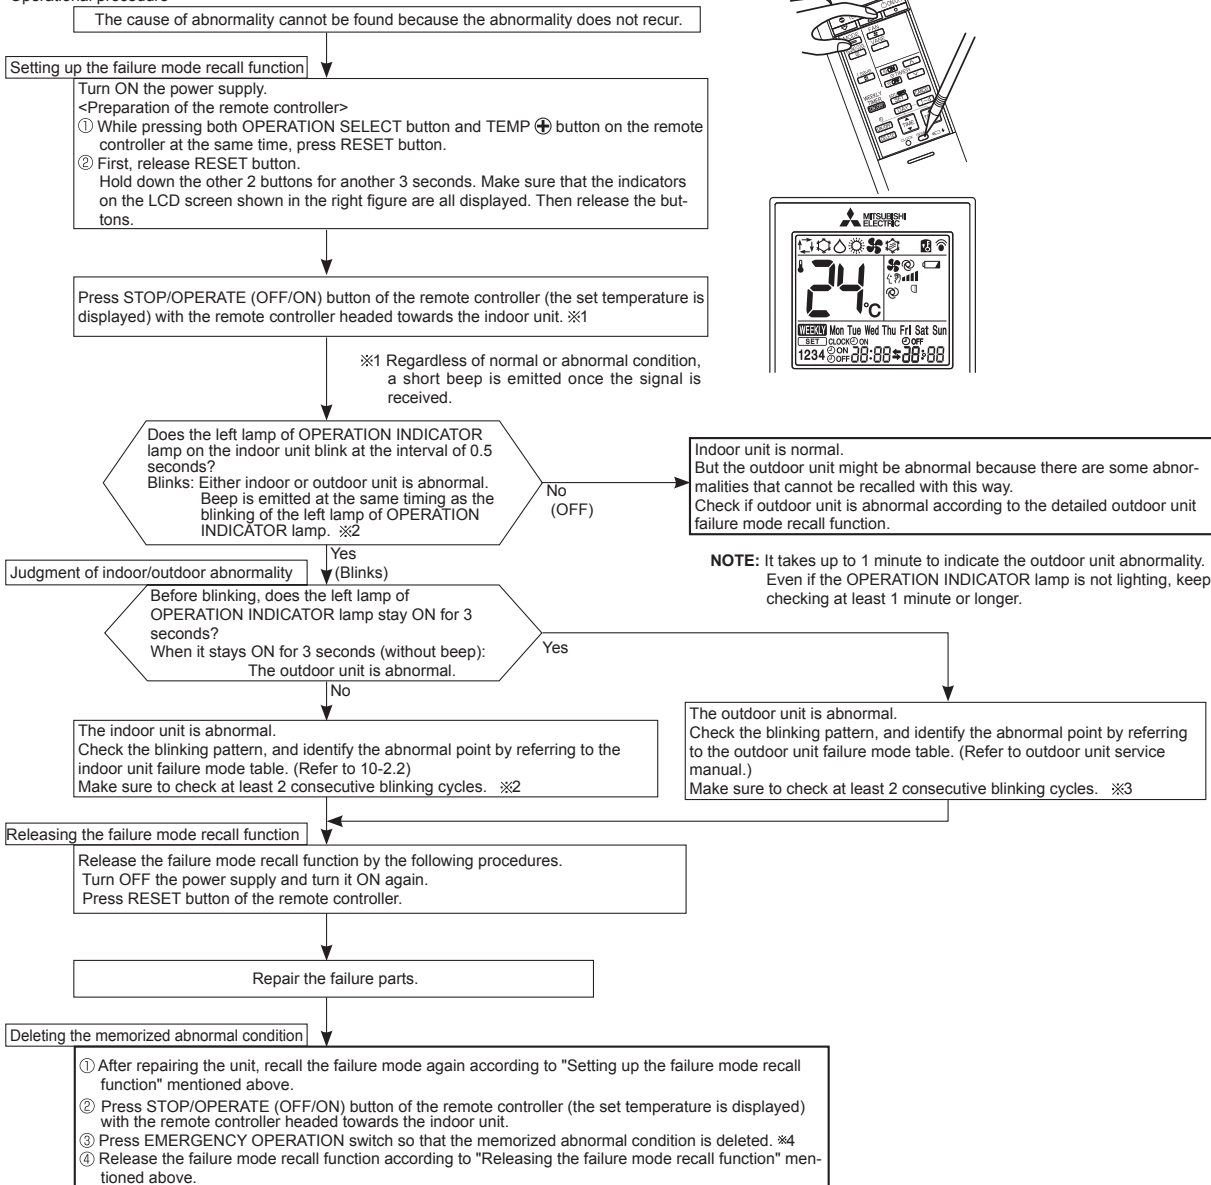 Operational procedure
The cause of abnormality cannot be found because the abnormality does not recur.
Setting up the failure mode recall function
Turn ON the power supply.
<Preparation of the remote controller>
① While pressing both OPERATION SELECT button and TEMP ⊕ button on the remote
controller at the same time, press RESET button.
② First, release RESET button.
Hold down the other 2 buttons for another 3 seconds. Make sure that the indicators
on the LCD screen shown in the right figure are all displayed. Then release the but-
tons.
MITSUBISHI
ELECTRIC
24°C
WEEKLY Mon Tue Wed Thu Fri Sat Sun
SET CLOCK ON OFF
1234 ON OFF 88:88 88:88
Press STOP/OPERATE (OFF/ON) button of the remote controller (the set temperature is
displayed) with the remote controller headed towards the indoor unit. ※1
※1 Regardless of normal or abnormal condition,
a short beep is emitted once the signal is
received.
Does the left lamp of OPERATION INDICATOR
lamp on the indoor unit blink at the interval of 0.5
seconds?
Blinks: Either indoor or outdoor unit is abnormal.
Beep is emitted at the same timing as the
blinking of the left lamp of OPERATION
INDICATOR lamp. ※2
No
(OFF)
Indoor unit is normal.
But the outdoor unit might be abnormal because there are some abnor-
malities that cannot be recalled with this way.
Check if outdoor unit is abnormal according to the detailed outdoor unit
failure mode recall function.
NOTE: It takes up to 1 minute to indicate the outdoor unit abnormality.
Even if the OPERATION INDICATOR lamp is not lighting, keep
checking at least 1 minute or longer.
Yes
(Blinks)
Judgment of indoor/outdoor abnormality
Before blinking, does the left lamp of
OPERATION INDICATOR lamp stay ON for 3
seconds?
When it stays ON for 3 seconds (without beep):
The outdoor unit is abnormal.
Yes
No
The indoor unit is abnormal.
Check the blinking pattern, and identify the abnormal point by referring to the
indoor unit failure mode table. (Refer to 10-2.2)
Make sure to check at least 2 consecutive blinking cycles. ※2
The outdoor unit is abnormal.
Check the blinking pattern, and identify the abnormal point by referring
to the outdoor unit failure mode table. (Refer to outdoor unit service
manual.)
Make sure to check at least 2 consecutive blinking cycles. ※3
Releasing the failure mode recall function
Release the failure mode recall function by the following procedures.
Turn OFF the power supply and turn it ON again.
Press RESET button of the remote controller.
Repair the failure parts.
Deleting the memorized abnormal condition
① After repairing the unit, recall the failure mode again according to "Setting up the failure mode recall
function" mentioned above.
② Press STOP/OPERATE (OFF/ON) button of the remote controller (the set temperature is displayed)
with the remote controller headed towards the indoor unit.
③ Press EMERGENCY OPERATION switch so that the memorized abnormal condition is deleted. ※4
④ Release the failure mode recall function according to "Releasing the failure mode recall function" men-
tioned above.